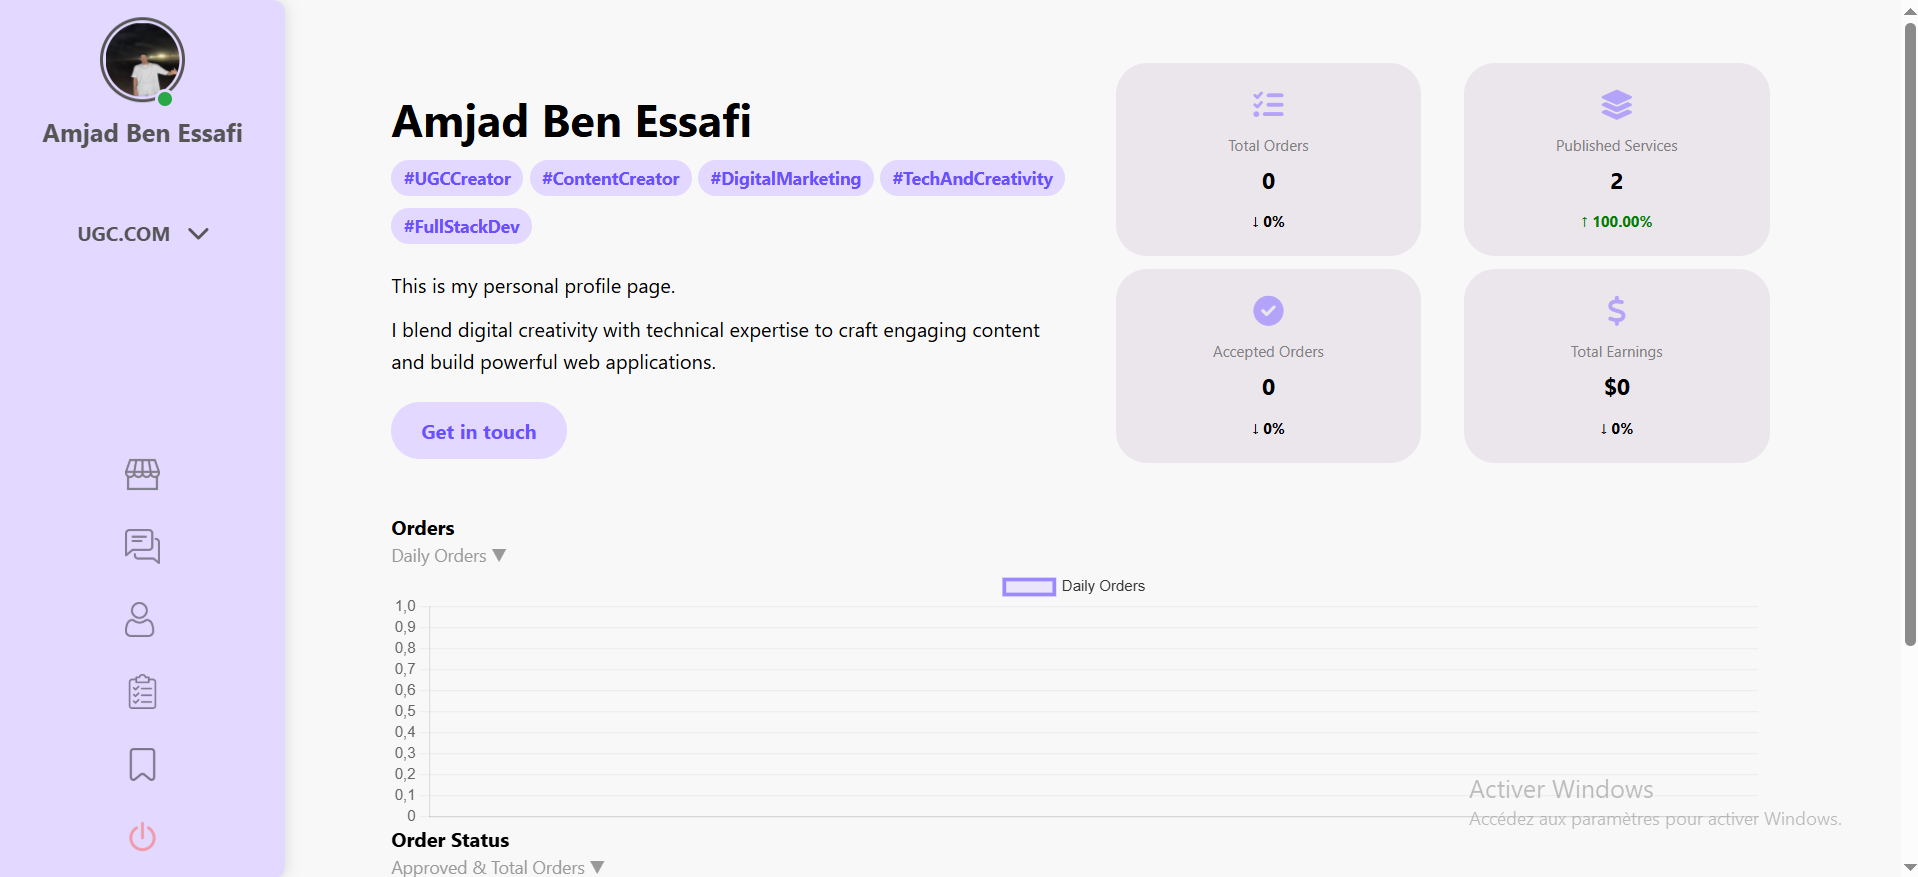 Amjad Ben Essafi
UGC.COM
Amjad Ben Essafi
#UGCCreator #ContentCreator #DigitalMarketing #TechAndCreativity
#FullStackDev
This is my personal profile page.
I blend digital creativity with technical expertise to craft engaging content
and build powerful web applications.
Get in touch
Total Orders
0
↓ 0%
Published Services
2
↑ 100.00%
Accepted Orders
0
↓ 0%
Total Earnings
$0
↓ 0%
Orders
Daily Orders ▼
Daily Orders
1,0
0,9
0,8
0,7
0,6
0,5
0,4
0,3
0,2
0,1
0
Activer Windows
Accédez aux paramètres pour activer Windows.
Order Status
Approved & Total Orders ▼